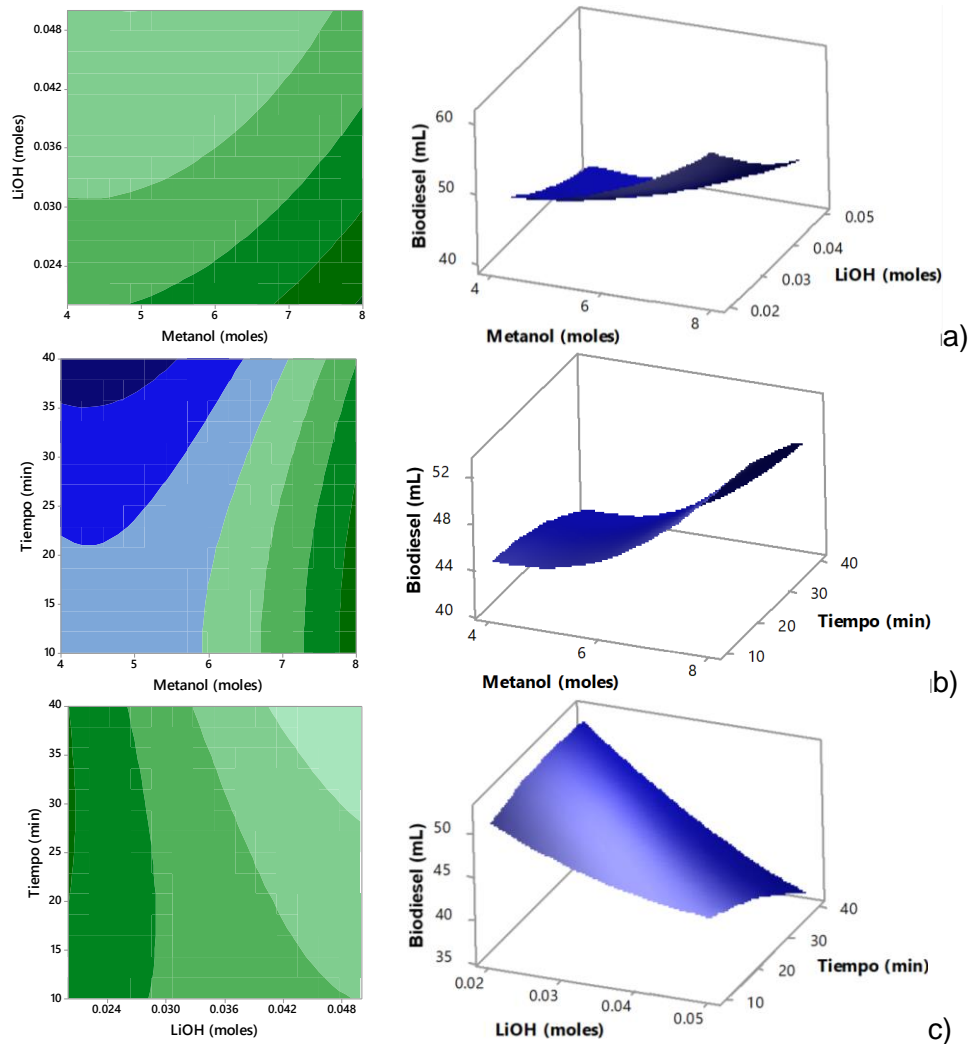 0.048
0.042
0.036
0.030
0.024
LiOH (moles)
4 5 6 7 8
Metanol (moles)
60
50
40
Biodiesel (mL)
4
6
8
Metanol (moles)
0.05
0.04
0.03
0.02
LiOH (moles)
a)
40
35
30
25
20
15
10
Tiempo (min)
4 5 6 7 8
Metanol (moles)
52
48
44
40
Biodiesel (mL)
4
6
8
Metanol (moles)
40
30
20
10
Tiempo (min)
b)
40
35
30
25
20
15
10
Tiempo (min)
0.024 0.030 0.036 0.042 0.048
LiOH (moles)
50
45
40
35
Biodiesel (mL)
0.02
0.03
0.04
0.05
LiOH (moles)
40
30
20
10
Tiempo (min)
c)